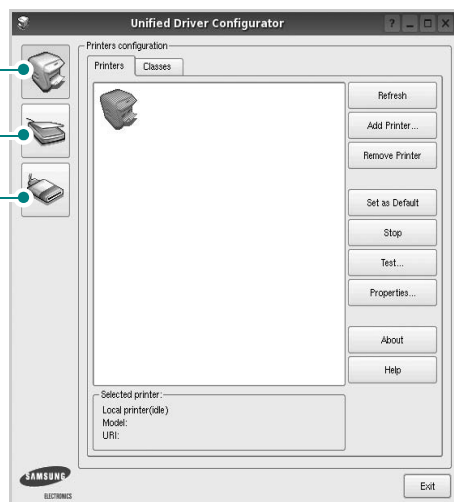 Unified Driver Configurator
Printers configuration
Printers
Classes
Refresh
Add Printer...
Remove Printer
Set as Default
Stop
Test...
Properties...
About
Help
Selected printer:
Local printer(idle)
Model:
URI:
SAMSUNG
ELECTRONICS
Exit